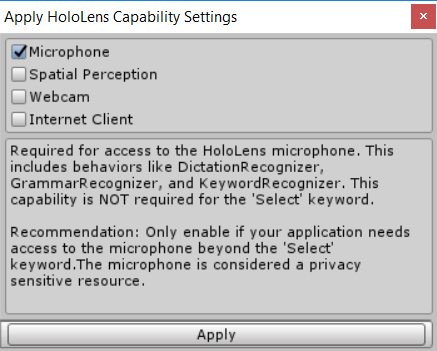 Apply HoloLens Capability Settings
Microphone
Spatial Perception
Webcam
Internet Client
Required for access to the HoloLens microphone. This
includes behaviors like DictationRecognizer,
GrammarRecognizer, and KeywordRecognizer. This
capability is NOT required for the 'Select' keyword.
Recommendation: Only enable if your application needs
access to the microphone beyond the 'Select'
keyword.The microphone is considered a privacy
sensitive resource.
Apply